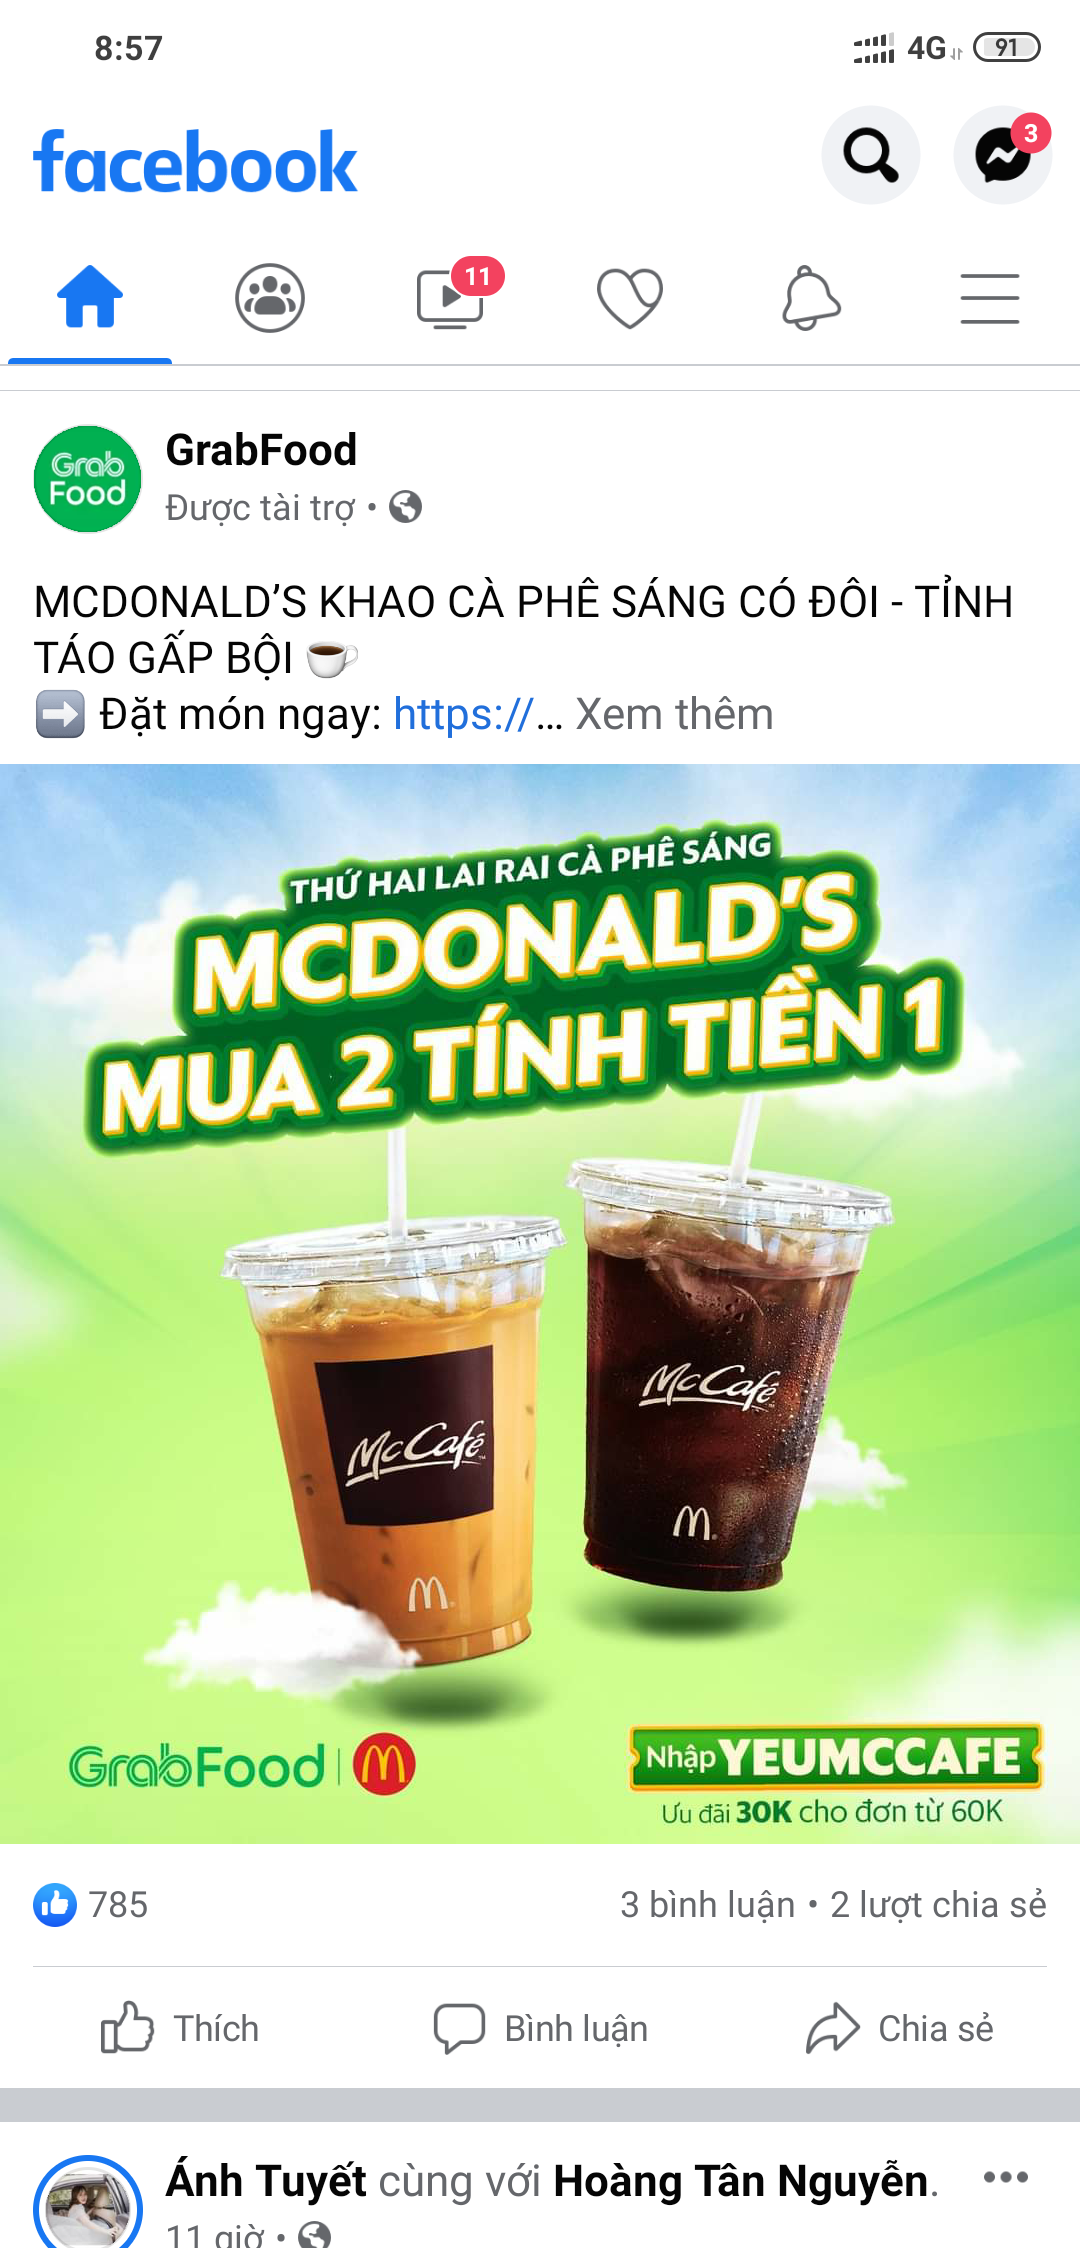 8:57
4G
91
facebook
3
11
Grab
Food
GrabFood
Được tài trợ •
MCDONALD’S KHAO CÀ PHÊ SÁNG CÓ ĐÔI - TỈNH
TÁO GẤP BỘI ☕
➡️ Đặt món ngay: https://... Xem thêm
THỨ HAI LAI RAI CÀ PHÊ SÁNG
MCDONALD'S
MUA 2 TÍNH TIỀN 1
McCafé
McCafé
GrabFood
Nhập YEUMCCAFE
Ưu đãi 30K cho đơn từ 60K
785
3 bình luận • 2 lượt chia sẻ
Thích
Bình luận
Chia sẻ
Ánh Tuyết cùng với Hoàng Tân Nguyễn.
11 giờ •